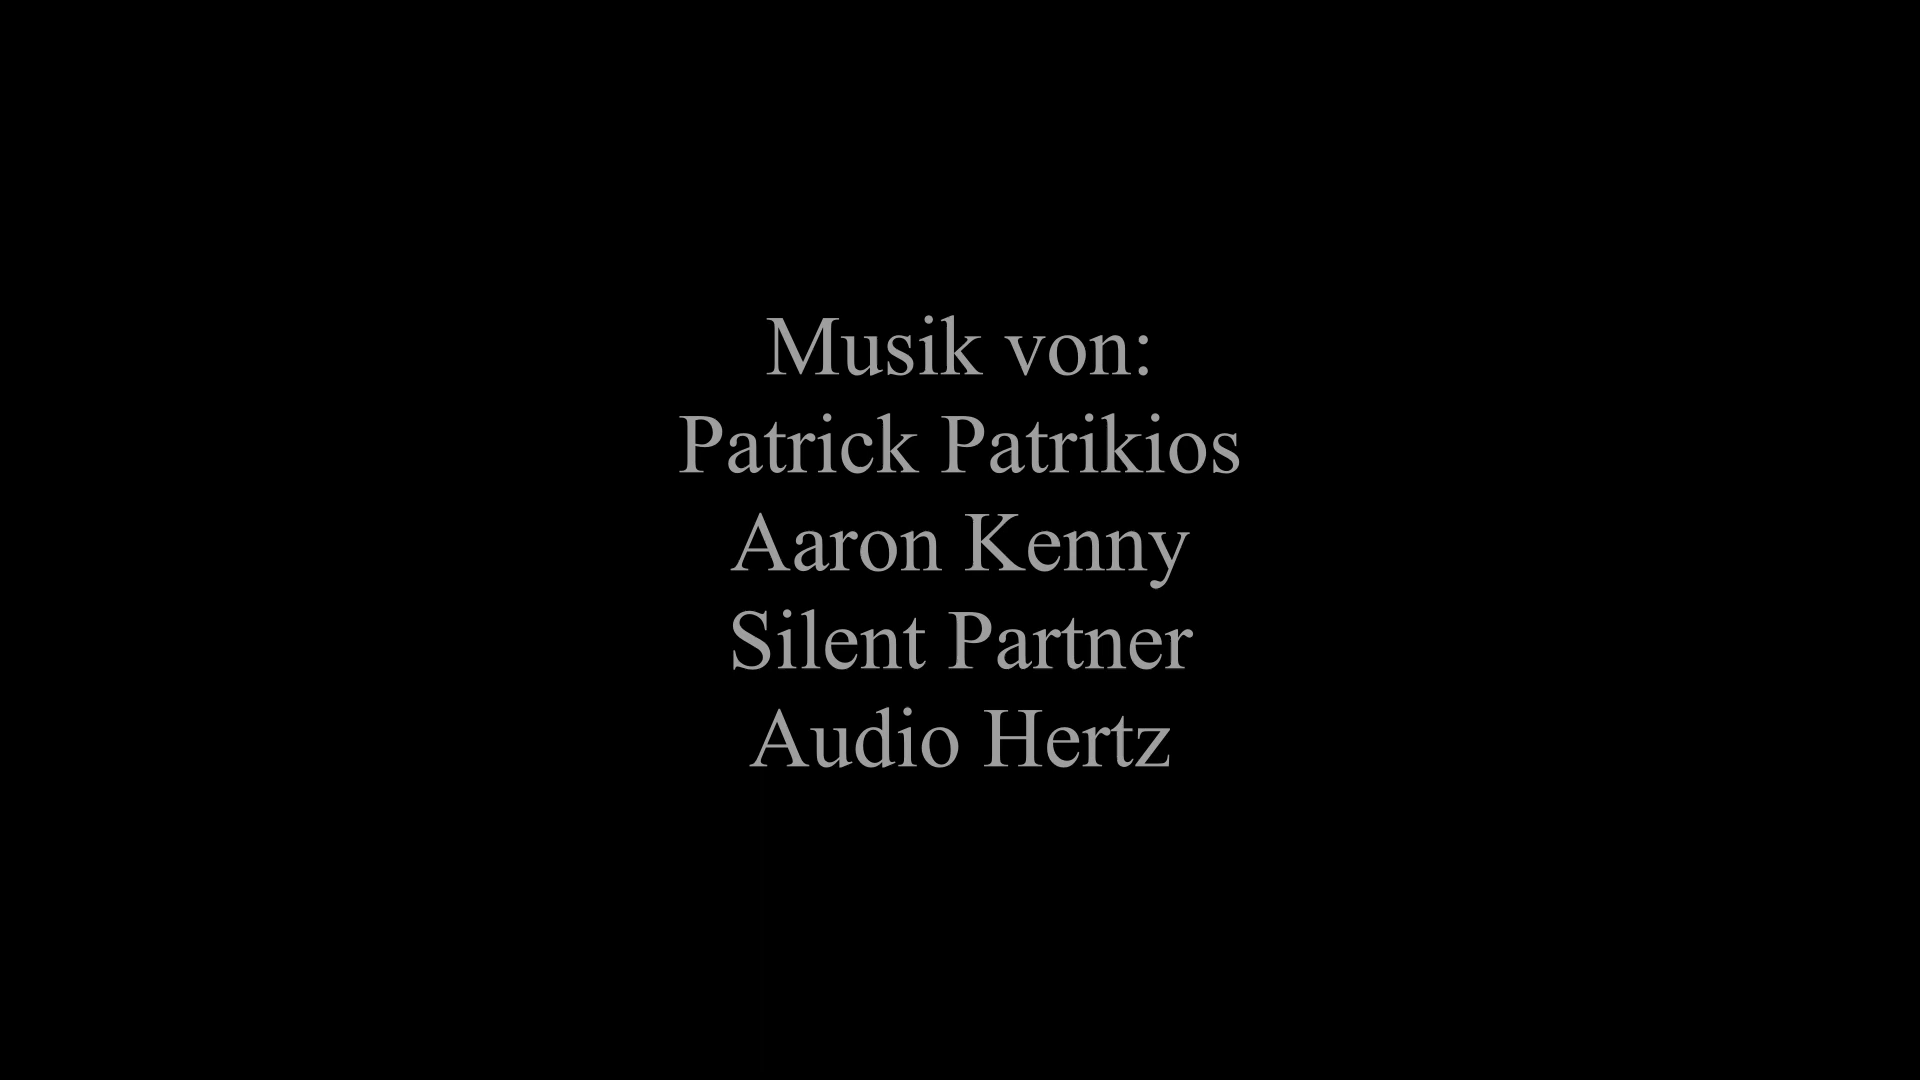 Musik von:
Patrick Patrikios
Aaron Kenny
Silent Partner
Audio Hertz